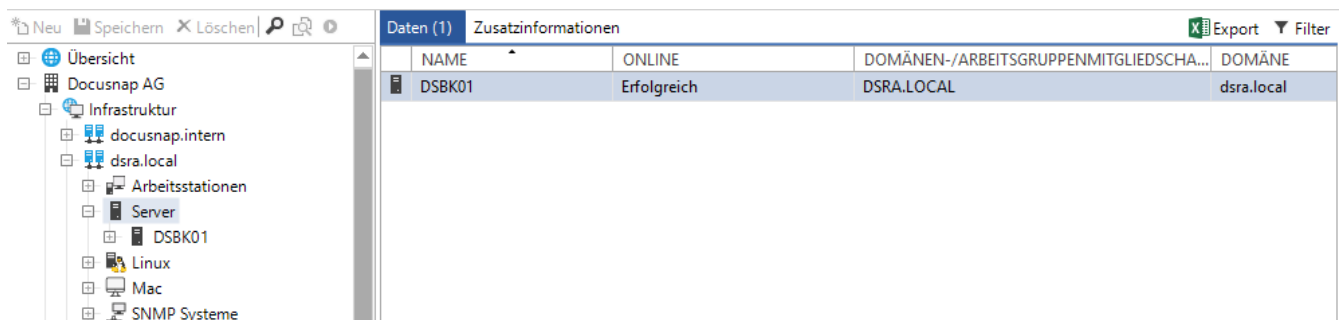 Neu Speichern Löschen
Übersicht
Docusnap AG
Infrastruktur
docusnap.intern
dsra.local
Arbeitsstationen
Server
DSBK01
Linux
Mac
SNMP Systeme
Daten (1) Zusatzinformationen Export Filter
NAME ONLINE DOMÄNEN-/ARBEITSGRUPPENMITGLIEDSCHA... DOMÄNE
DSBK01 Erfolgreich DSRA.LOCAL dsra.local